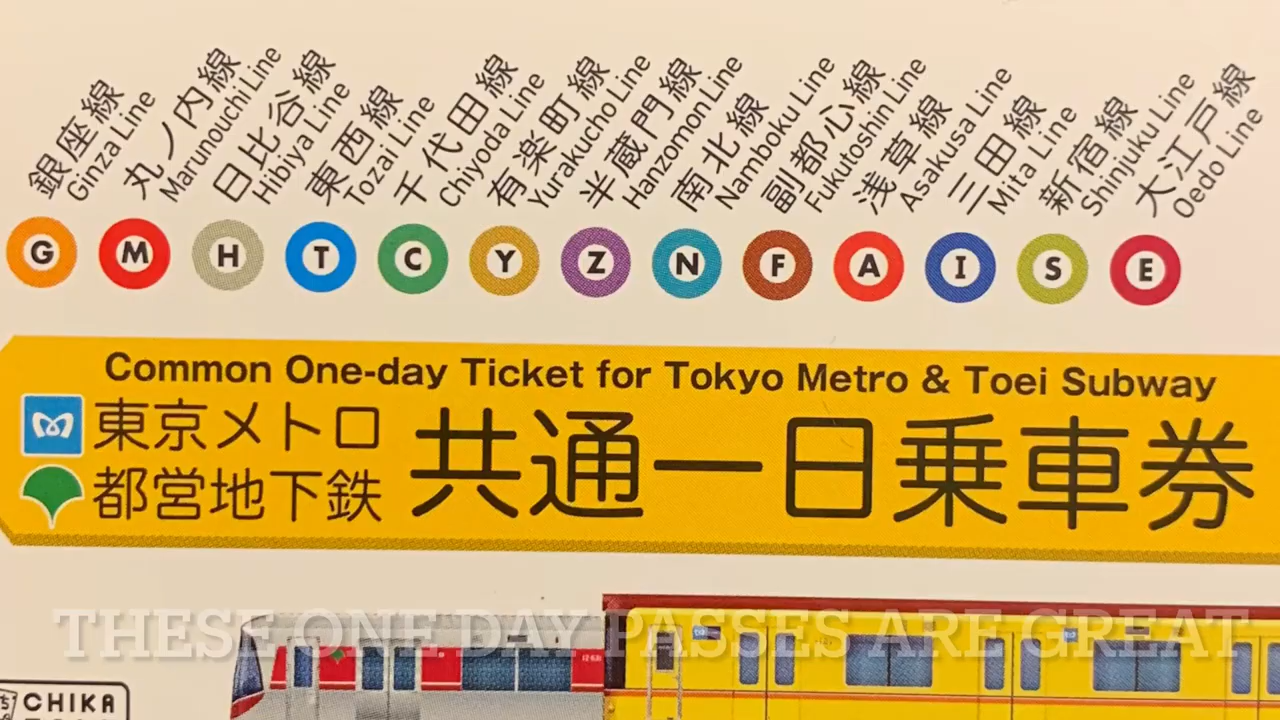 銀座線
Ginza Line
丸ノ内線
Marunouchi Line
日比谷線
Hibiya Line
東西線
Tozai Line
千代田線
Chiyoda Line
有楽町線
Yurakucho Line
半蔵門線
Hanzomon Line
南北線
Namboku Line
副都心線
Fukutoshin Line
浅草線
Asakusa Line
三田線
Mita Line
新宿線
Shinjuku Line
大江戸線
Oedo Line
G M H T C Y Z N F A I S E
Common One-day Ticket for Tokyo Metro & Toei Subway
東京メトロ
都営地下鉄
共通一日乗車券
THESE ONE DAY PASSES ARE GREAT
CHIKA